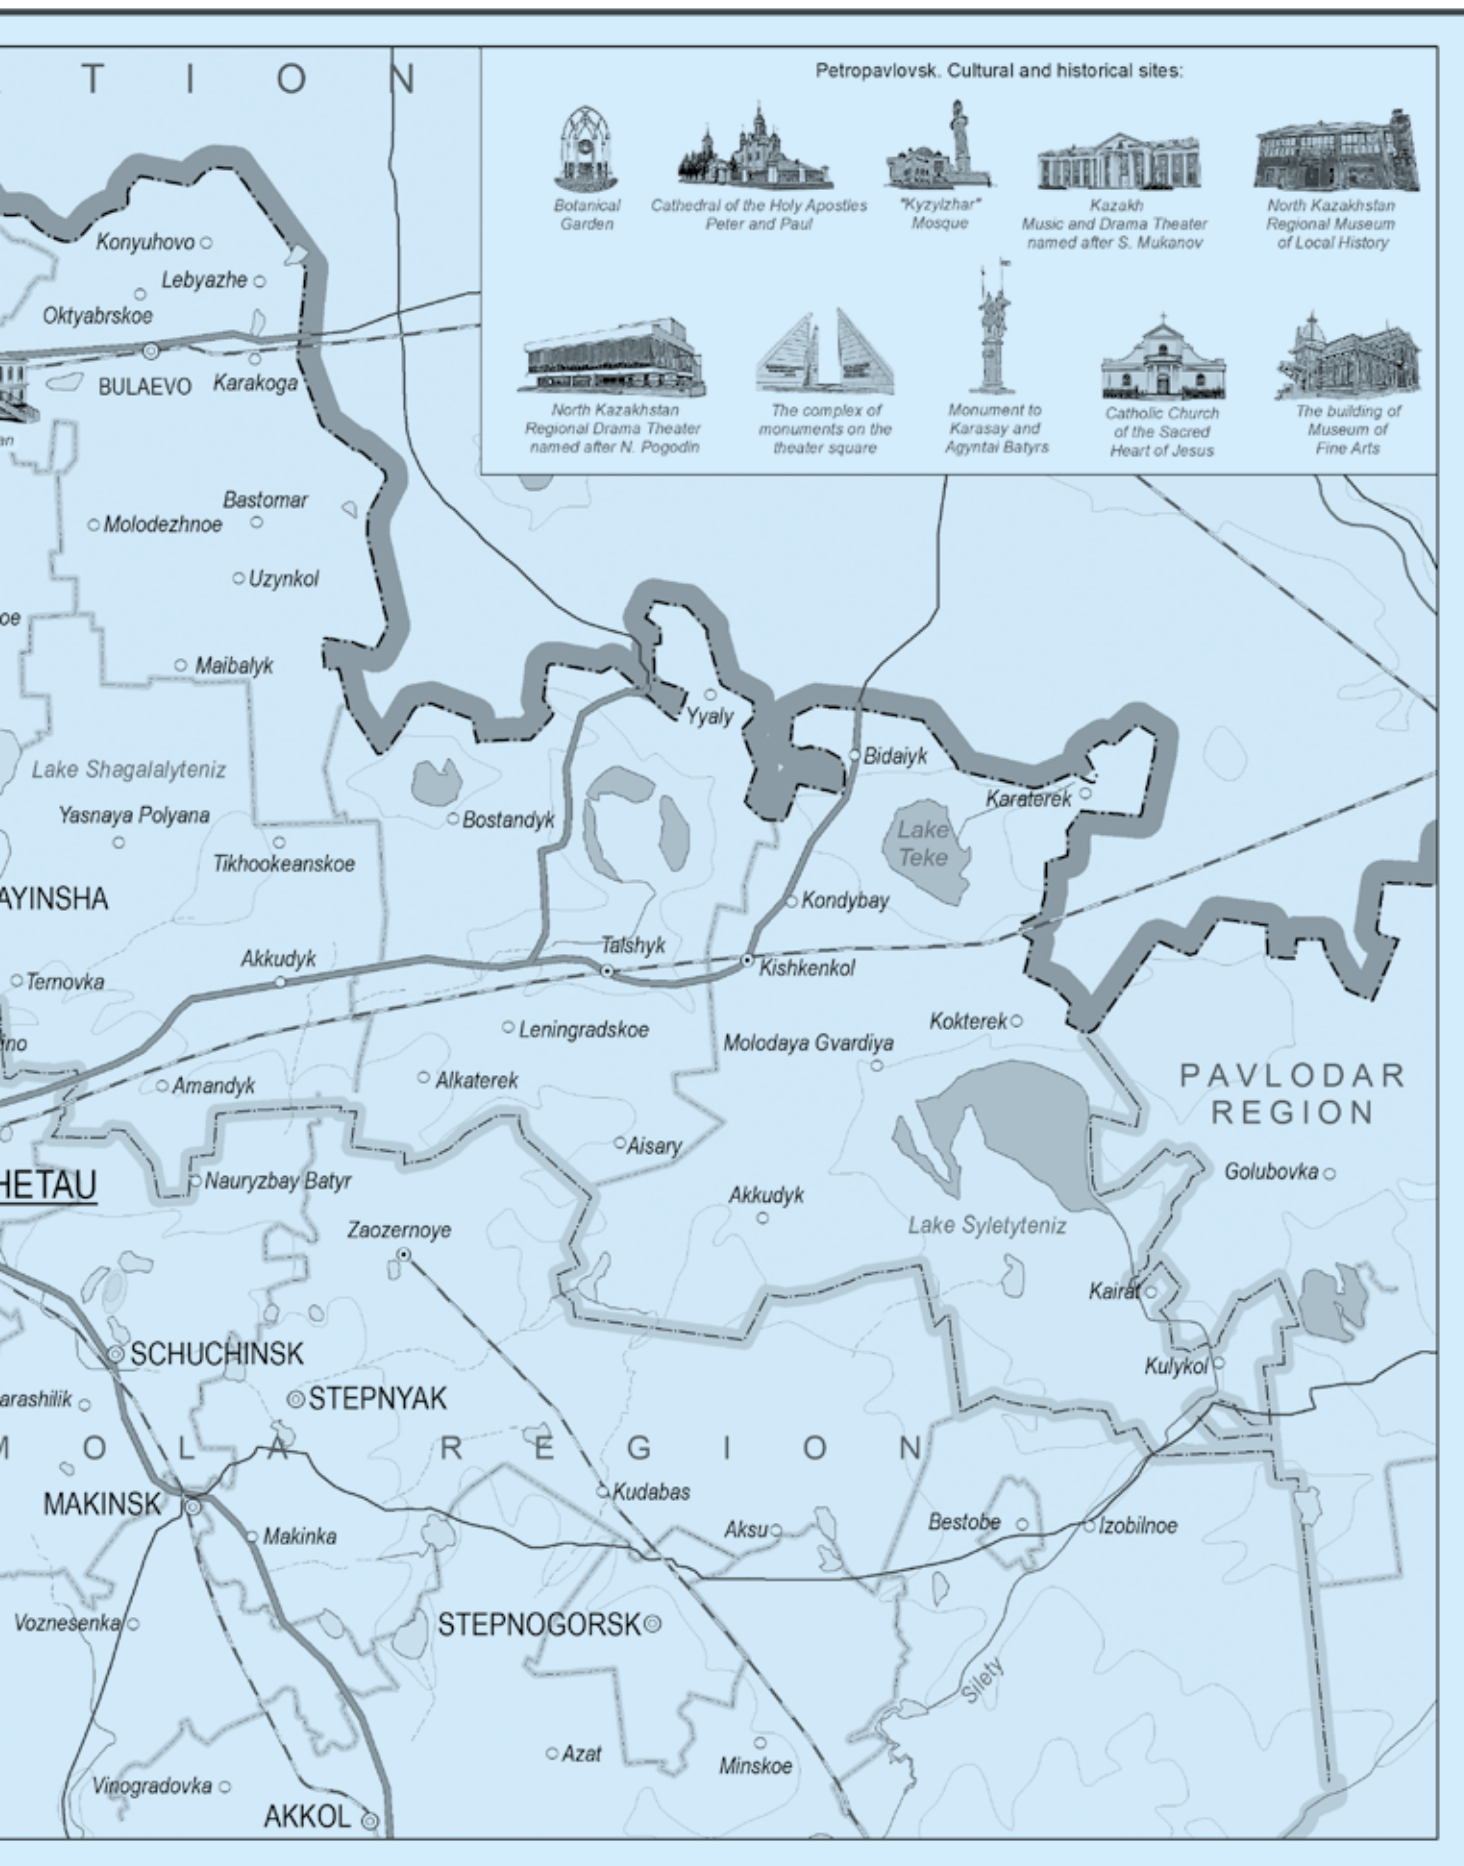 T I O N
Petropavlovsk. Cultural and historical sites:
Botanical
Garden
Cathedral of the Holy Apostles
Peter and Paul
"Kyzylzhar"
Mosque
Kazakh
Music and Drama Theater
named after S. Mukanov
North Kazakhstan
Regional Museum
of Local History
North Kazakhstan
Regional Drama Theater
named after N. Pogodin
The complex of
monuments on the
theater square
Monument to
Karasay and
Agyntai Batyrs
Catholic Church
of the Sacred
Heart of Jesus
The building of
Museum of
Fine Arts
Konyuhovo
Lebyazhe
Oktyabrskoe
BULAEVO
Karakoga
an
Bastomar
Molodezhnoe
Uzynkol
oe
Maibalyk
Yyaly
Bidaiyk
Lake Shagalalyteniz
Karaterek
Yasnaya Polyana
Bostandyk
Lake
Teke
Tikhookeanskoe
AYINSHA
Kondybay
Talshyk
Akkudyk
Kishkenkol
Ternovka
Leningradskoe
Kokterek
ino
Molodaya Gvardiya
Amandyk
Alkaterek
PAVLODAR
REGION
Aisary
Golubovka
HETAU
Nauryzbay Batyr
Akkudyk
Zaozernoye
Lake Syletyteniz
Kairat
SCHUCHINSK
Kulykol
arashilik
STEPNYAK
M O L A R E G I O N
Kudabas
MAKINSK
Aksu
Bestobe
Izobilnoe
Makinka
Voznesenka
STEPNOGORSK
Silety
Azat
Minskoe
Vinogradovka
AKKOL